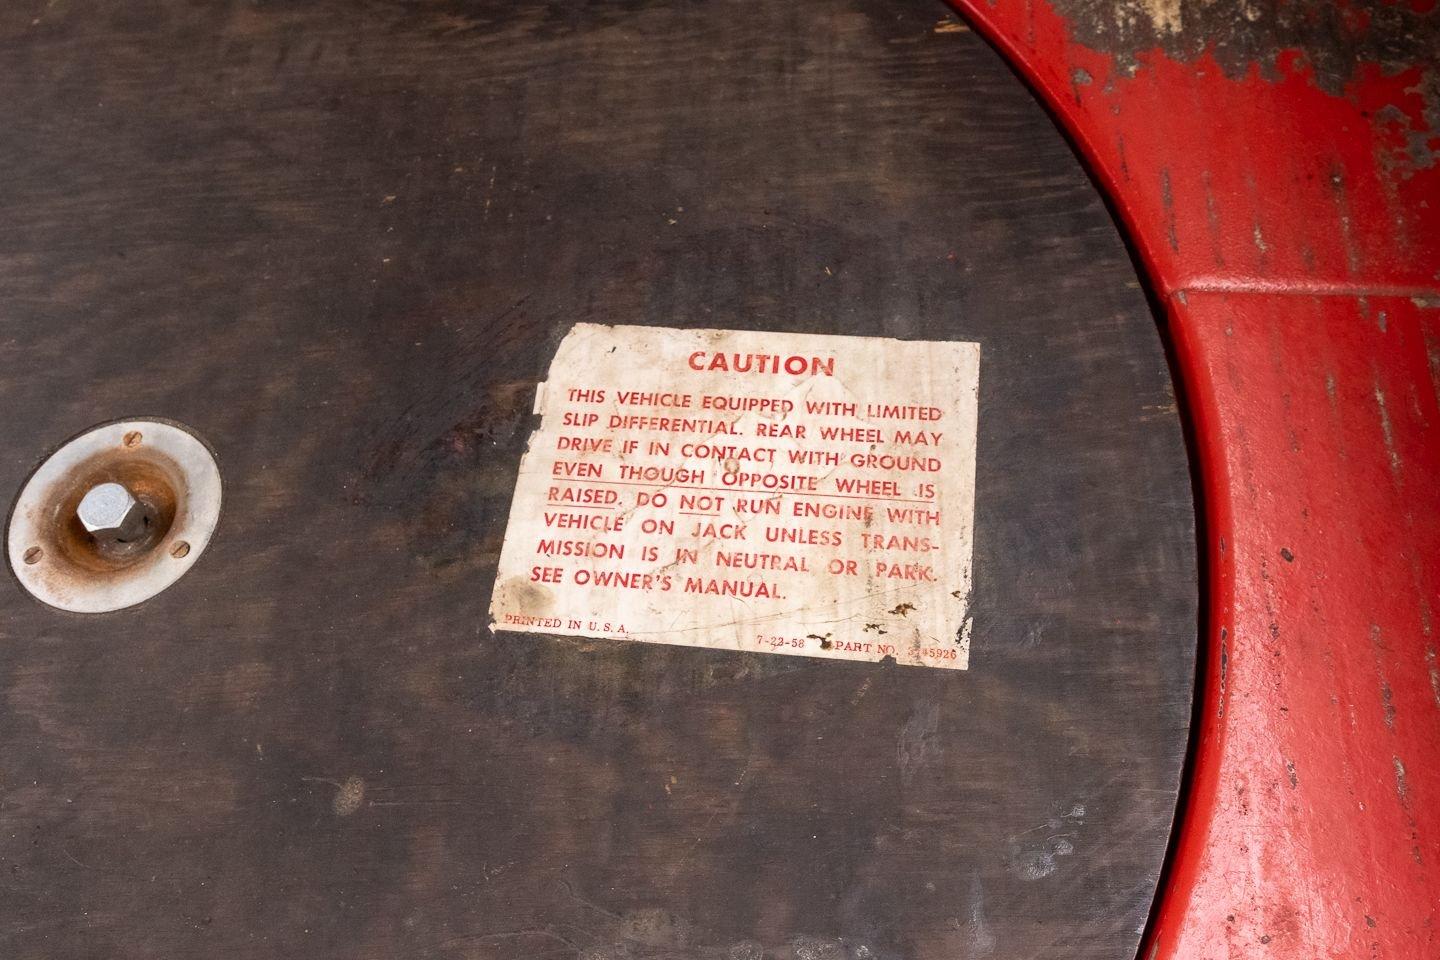 CAUTION
THIS VEHICLE EQUIPPED WITH LIMITED
SLIP DIFFERENTIAL. REAR WHEEL MAY
DRIVE IF IN CONTACT WITH GROUND
EVEN THOUGH OPPOSITE WHEEL IS
RAISED. DO NOT RUN ENGINE WITH
VEHICLE ON JACK UNLESS TRANS-
MISSION IS IN NEUTRAL OR PARK.
SEE OWNER'S MANUAL.
PRINTED IN U. S. A.
7-22-58 PART NO.